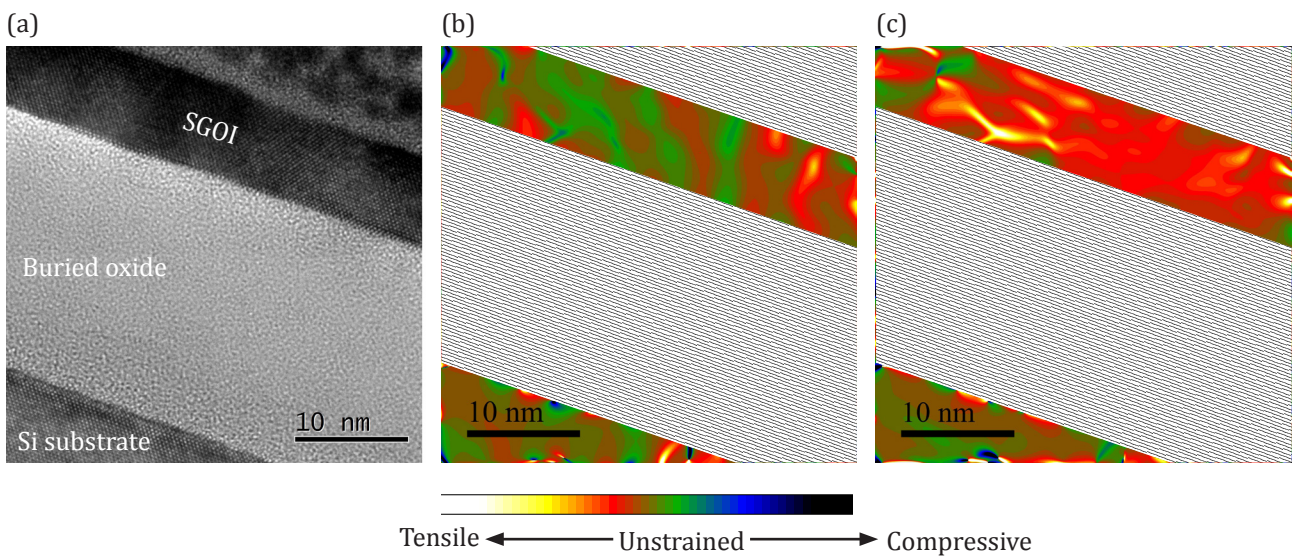 (a)
(b)
(c)
SGOI
Buried oxide
10 nm
Si substrate
10 nm
10 nm
Tensile
Unstrained
Compressive